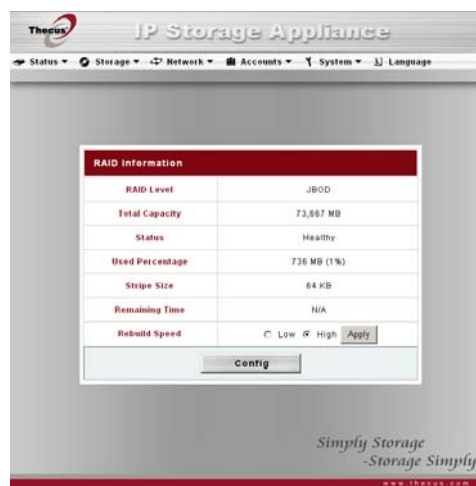 Thecus
IP Storage Appliance
Status Storage Network Accounts System Language
RAID Information
RAID Level JBOD
Total Capacity 73,667 MB
Status Healthy
Used Percentage 736 MB (1%)
Stripe Size 64 KB
Remaining Time N/A
Rebuild Speed Low High Apply
Config
Simply Storage
-Storage Simply
www.thecus.com